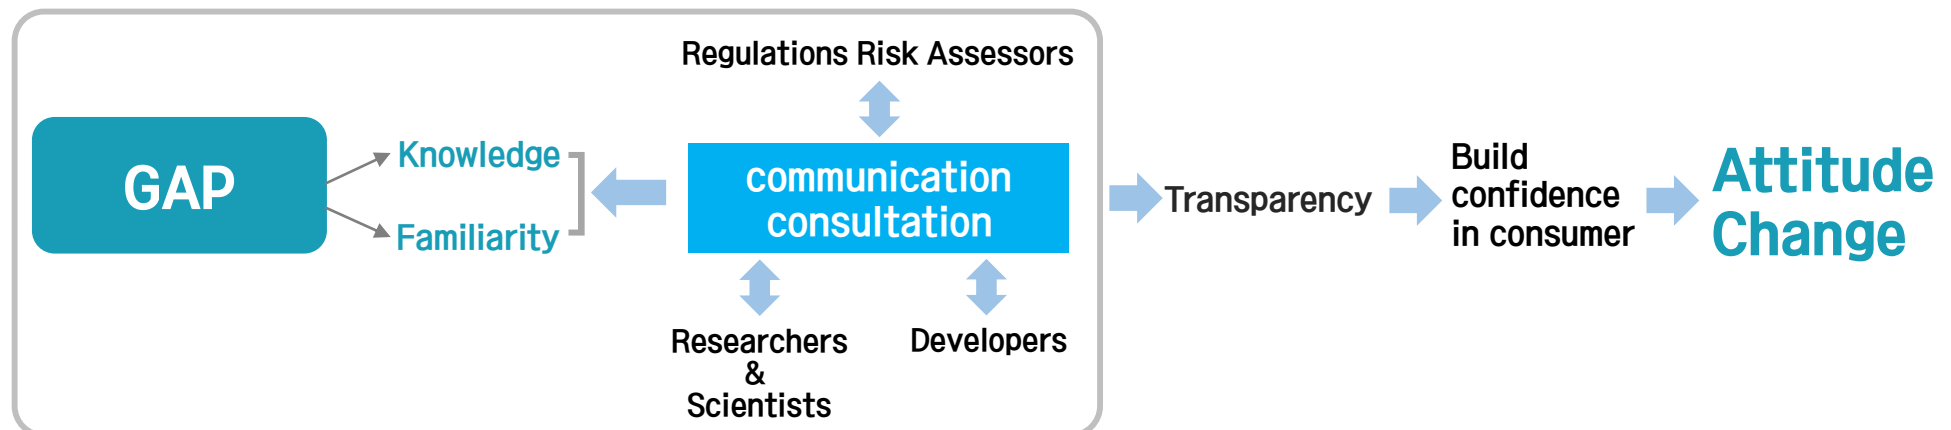 Regulations Risk Assessors
GAP
Knowledge
Familiarity
communication
consultation
Researchers
&
Scientists
Developers
Transparency
Build
confidence
in consumer
Attitude
Change